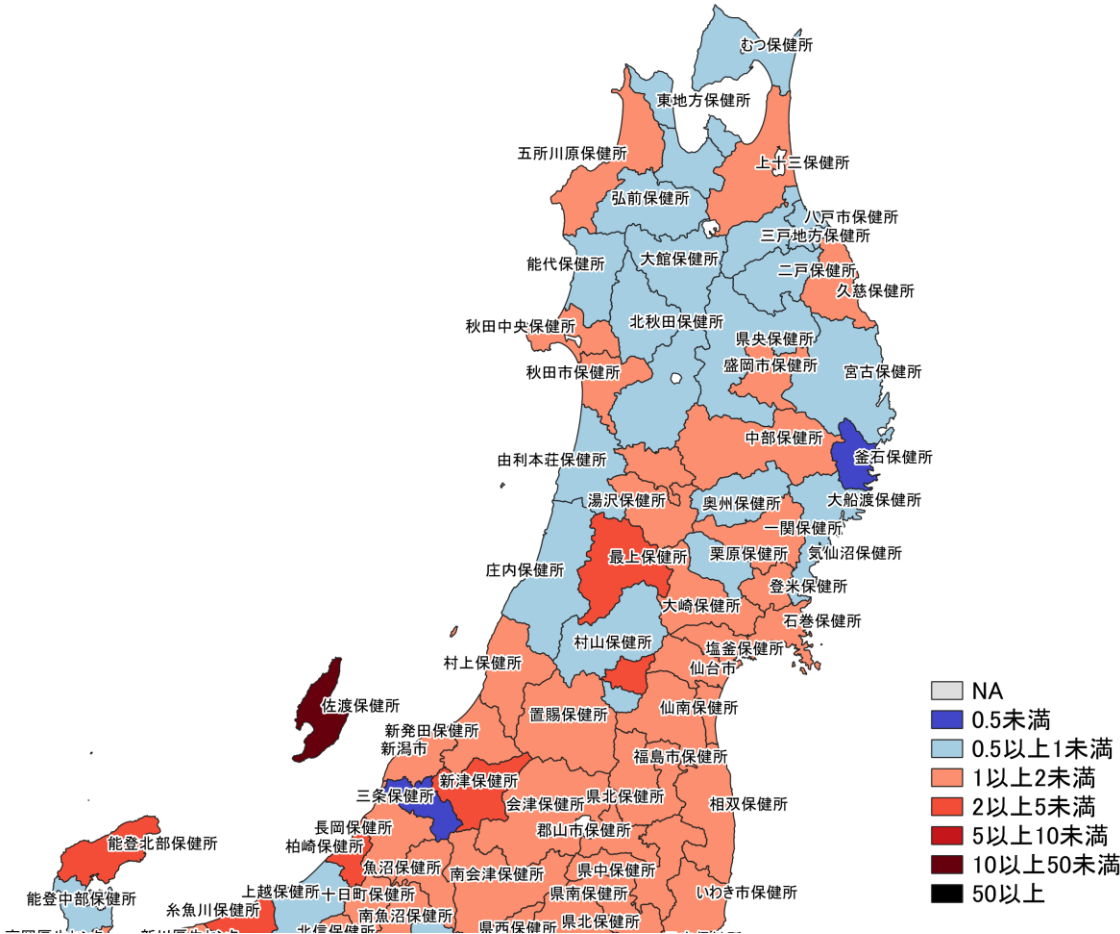 むつ保健所
東地方保健所
五所川原保健所
上十三保健所
弘前保健所
八戸市保健所
三戸地方保健所
大館保健所
能代保健所
二戸保健所
久慈保健所
北秋田保健所
秋田中央保健所
県央保健所
盛岡市保健所
秋田市保健所
宮古保健所
中部保健所
釜石保健所
由利本荘保健所
湯沢保健所
奥州保健所
大船渡保健所
一関保健所
最上保健所
栗原保健所
気仙沼保健所
庄内保健所
登米保健所
大崎保健所
石巻保健所
村山保健所
塩釜保健所
村上保健所
仙台市
佐渡保健所
置賜保健所
仙南保健所
新発田保健所
新潟市
福島市保健所
新津保健所
三条保健所
会津保健所
県北保健所
相双保健所
長岡保健所
郡山市保健所
柏崎保健所
能登北部保健所
魚沼保健所
南会津保健所
県中保健所
上越保健所
十日町保健所
県南保健所
いわき市保健所
能登中部保健所
糸魚川保健所
南魚沼保健所
県西保健所
県北保健所
北信保健所
NA
0.5未満
0.5以上1未満
1以上2未満
2以上5未満
5以上10未満
10以上50未満
50以上